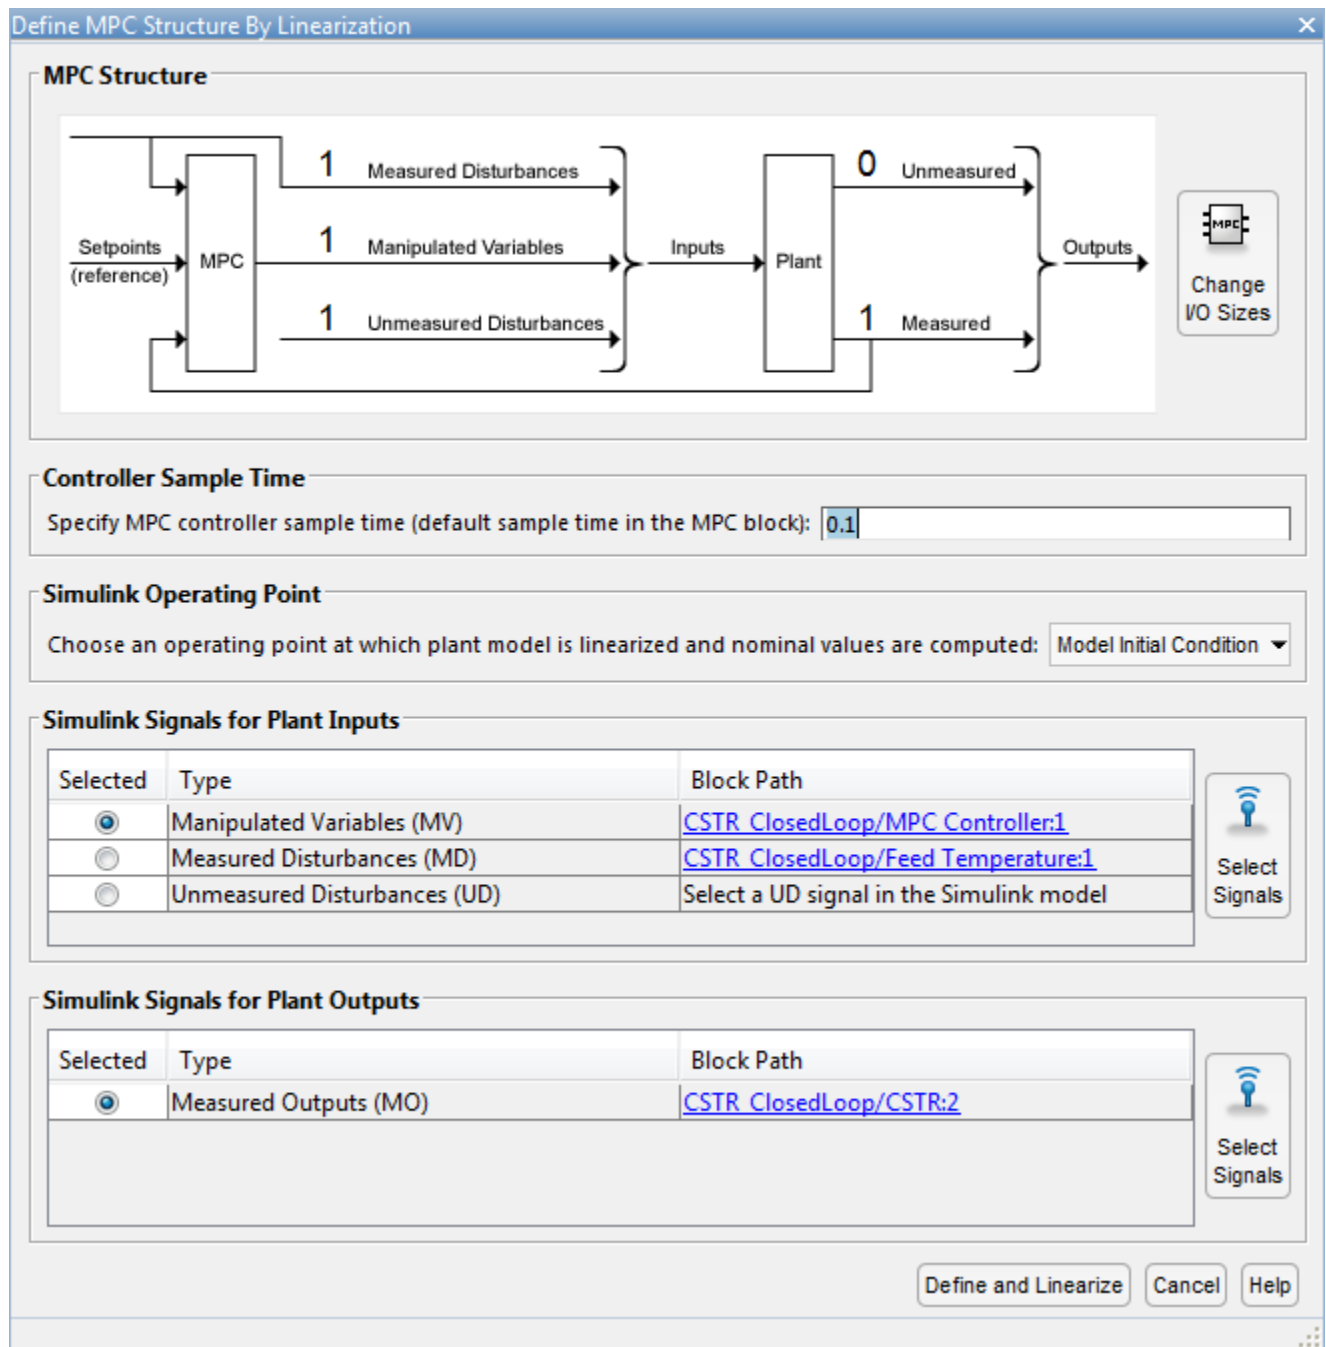 Define MPC Structure By Linearization
MPC Structure
1 Measured Disturbances
0 Unmeasured
Setpoints
(reference)
MPC
1 Manipulated Variables
Inputs
Plant
Outputs
1 Unmeasured Disturbances
1 Measured
MPC
Change
I/O Sizes
Controller Sample Time
Specify MPC controller sample time (default sample time in the MPC block): 0.1
Simulink Operating Point
Choose an operating point at which plant model is linearized and nominal values are computed: Model Initial Condition
Simulink Signals for Plant Inputs
Selected Type Block Path
Manipulated Variables (MV) CSTR_ClosedLoop/MPC Controller:1
Measured Disturbances (MD) CSTR_ClosedLoop/Feed Temperature:1
Unmeasured Disturbances (UD) Select a UD signal in the Simulink model
Select
Signals
Simulink Signals for Plant Outputs
Selected Type Block Path
Measured Outputs (MO) CSTR_ClosedLoop/CSTR:2
Select
Signals
Define and Linearize Cancel Help